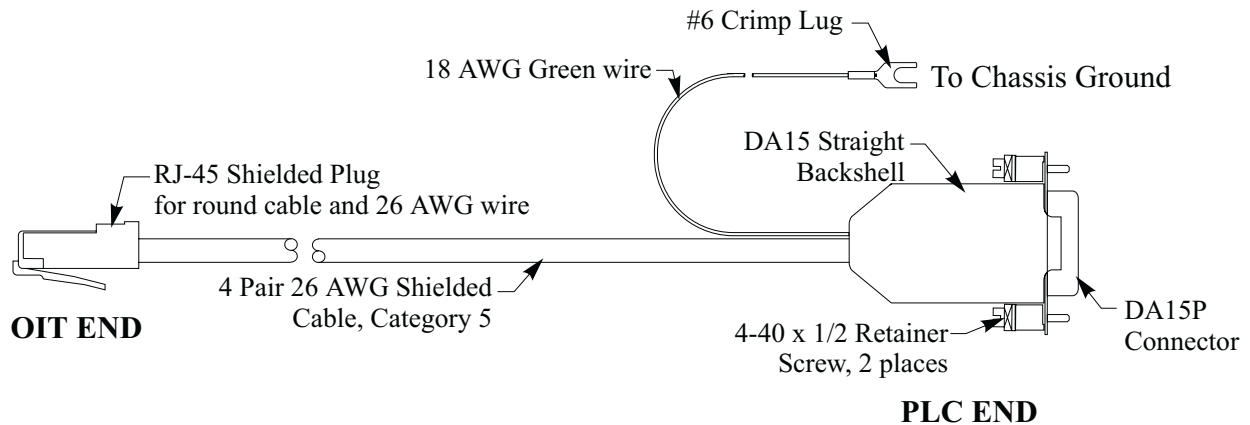 #6 Crimp Lug
18 AWG Green wire
To Chassis Ground
DA15 Straight
Backshell
RJ-45 Shielded Plug
for round cable and 26 AWG wire
4 Pair 26 AWG Shielded
Cable, Category 5
OIT END
4-40 x 1/2 Retainer
Screw, 2 places
DA15P
Connector
PLC END